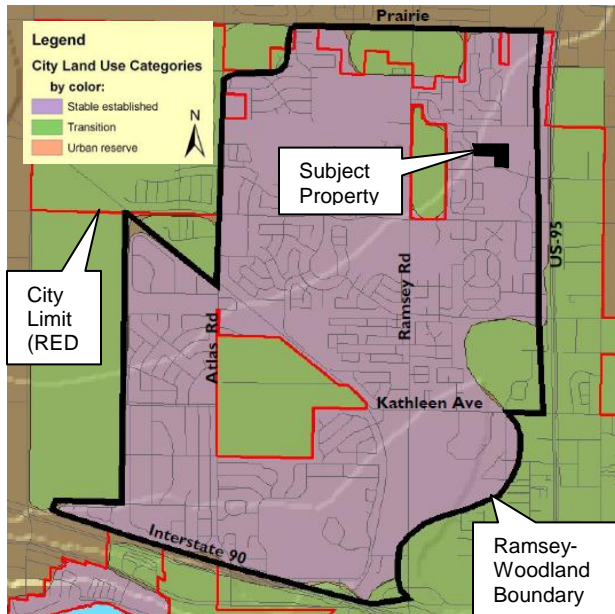 Prairie
Legend
City Land Use Categories
by color:
Stable established
Transition
Urban reserve
N
Subject
Property
US-95
City
Limit
(RED
Atlas Rd
Ramsey Rd
Kathleen Ave
Interstate 90
Ramsey-
Woodland
Boundary